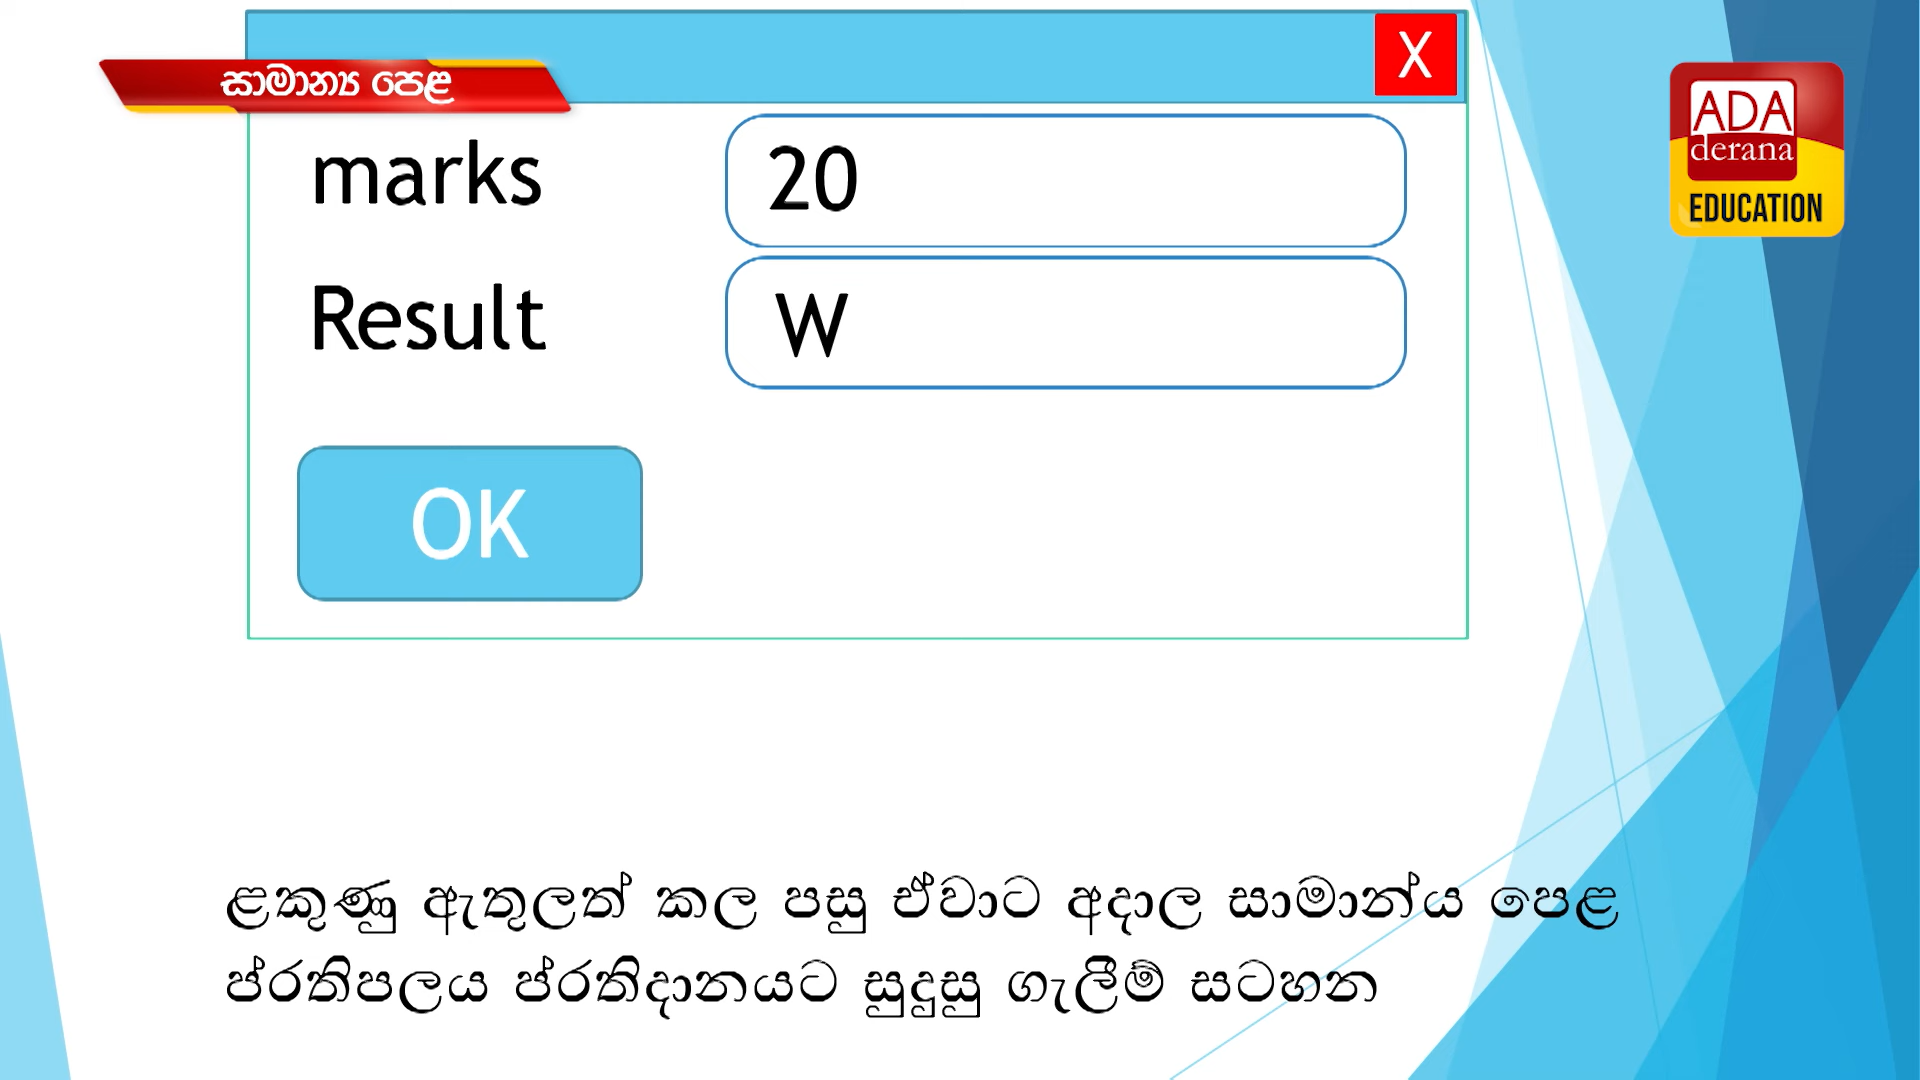 X
සාමාන්‍ය පෙළ
marks 20
Result W
OK
ADA
derana
EDUCATION
ළකුණු ඇතුලත් කල පසු ඒවාට අදාල සාමාන්ය පෙළ
ප්රතිපලය ප්රතිදානයට සුදුසු ගැලීම් සටහන